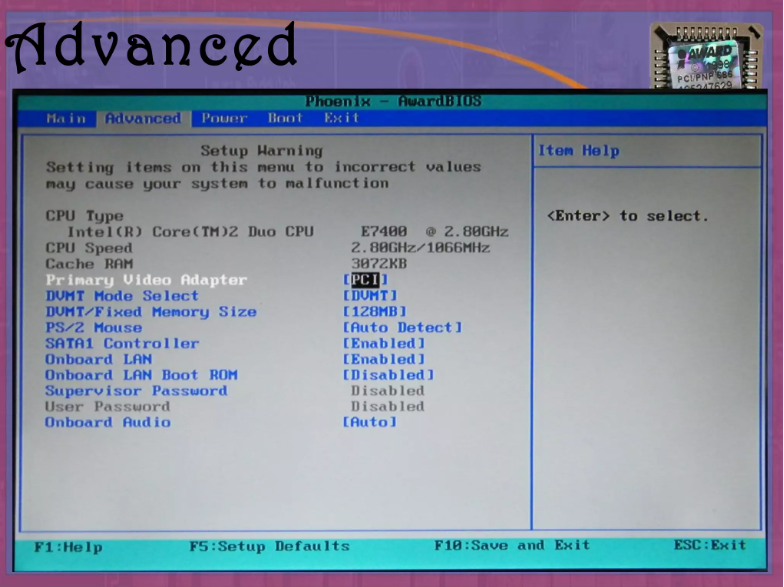 Advanced
AWARD
1998
PCI/PNP 686
Phoenix - AwardBIOS
Main Advanced Power Boot Exit
Setup Warning
Setting items on this menu to incorrect values
may cause your system to malfunction
CPU Type
Intel(R) Core(TM)2 Duo CPU E7400 @ 2.80GHz
CPU Speed 2.80GHz/1066MHz
Cache RAM 3072KB
Primary Video Adapter [PCI]
DVMT Mode Select [DVMT]
DVMT/Fixed Memory Size [128MB]
PS/2 Mouse [Auto Detect]
SATA1 Controller [Enabled]
Onboard LAN [Enabled]
Onboard LAN Boot ROM [Disabled]
Supervisor Password Disabled
User Password Disabled
Onboard Audio [Auto]
Item Help
<Enter> to select.
F1:Help F5:Setup Defaults F10:Save and Exit ESC:Exit